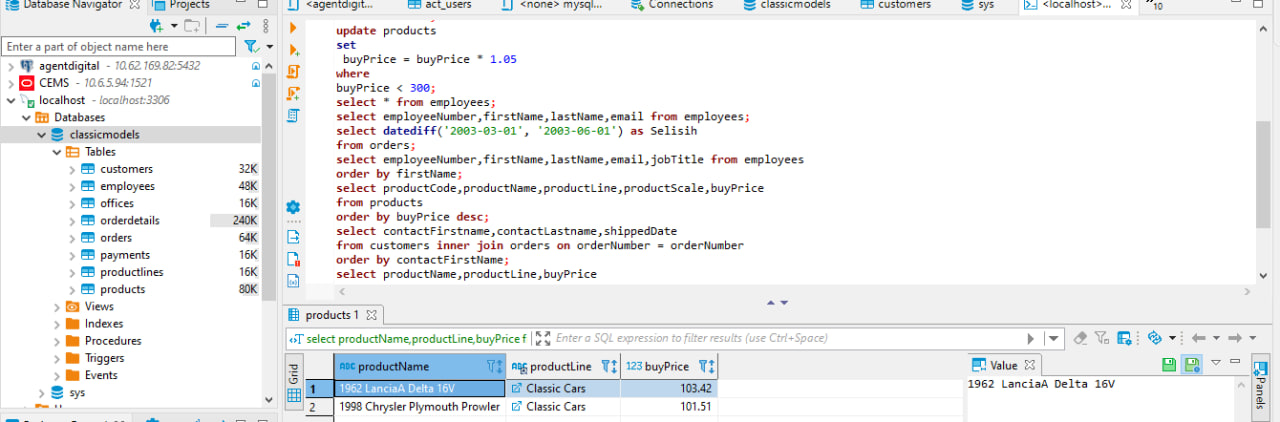 Database Navigator
Projects
<agentdigit...
act_users
<none> mysql...
Connections
classicmodels
customers
sys
<localhost>...
»10
Enter a part of object name here
agentdigital - 10.62.169.82:5432
CEMS - 10.6.5.94:1521
localhost - localhost:3306
Databases
classicmodels
Tables
customers 32K
employees 48K
offices 16K
orderdetails 240K
orders 64K
payments 16K
productlines 16K
products 80K
Views
Indexes
Procedures
Triggers
Events
sys
update products
set
buyPrice = buyPrice * 1.05
where
buyPrice < 300;
select * from employees;
select employeeNumber,firstName,lastName,email from employees;
select datediff('2003-03-01', '2003-06-01') as Selisih
from orders;
select employeeNumber,firstName,lastName,email,jobTitle from employees
order by firstName;
select productCode,productName,productLine,productScale,buyPrice
from products
order by buyPrice desc;
select contactFirstname,contactLastname,shippedDate
from customers inner join orders on orderNumber = orderNumber
order by contactFirstName;
select productName,productLine,buyPrice
products 1
select productName,productLine,buyPrice f
Enter a SQL expression to filter results (use Ctrl+Space)
Grid
ABC productName ABC productLine 123 buyPrice
1 1962 LanciaA Delta 16V Classic Cars 103.42
2 1998 Chrysler Plymouth Prowler Classic Cars 101.51
Value
1962 LanciaA Delta 16V
Panels